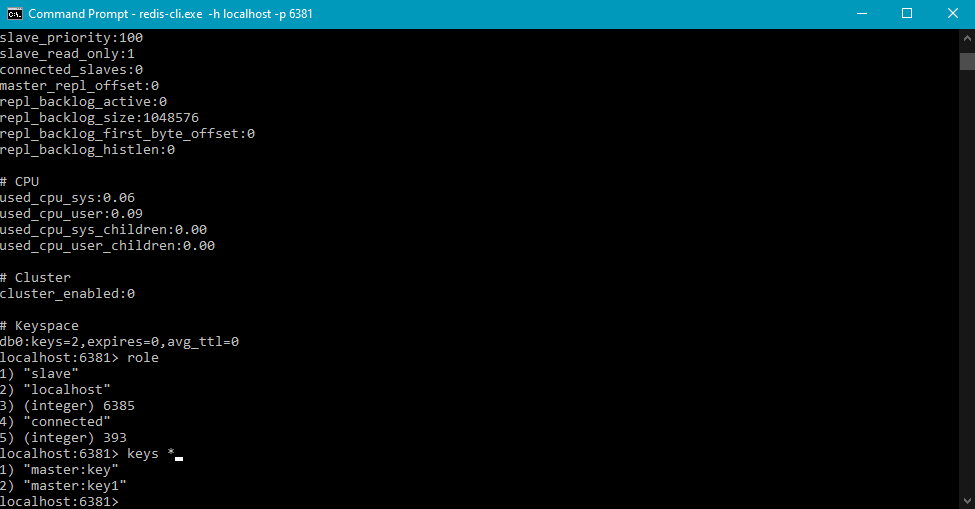 Command Prompt - redis-cli.exe  -h localhost -p 6381
slave_priority:100
slave_read_only:1
connected_slaves:0
master_repl_offset:0
repl_backlog_active:0
repl_backlog_size:1048576
repl_backlog_first_byte_offset:0
repl_backlog_histlen:0
# CPU
used_cpu_sys:0.06
used_cpu_user:0.09
used_cpu_sys_children:0.00
used_cpu_user_children:0.00
# Cluster
cluster_enabled:0
# Keyspace
db0:keys=2,expires=0,avg_ttl=0
localhost:6381> role
1) "slave"
2) "localhost"
3) (integer) 6385
4) "connected"
5) (integer) 393
localhost:6381> keys *
1) "master:key"
2) "master:key1"
localhost:6381>